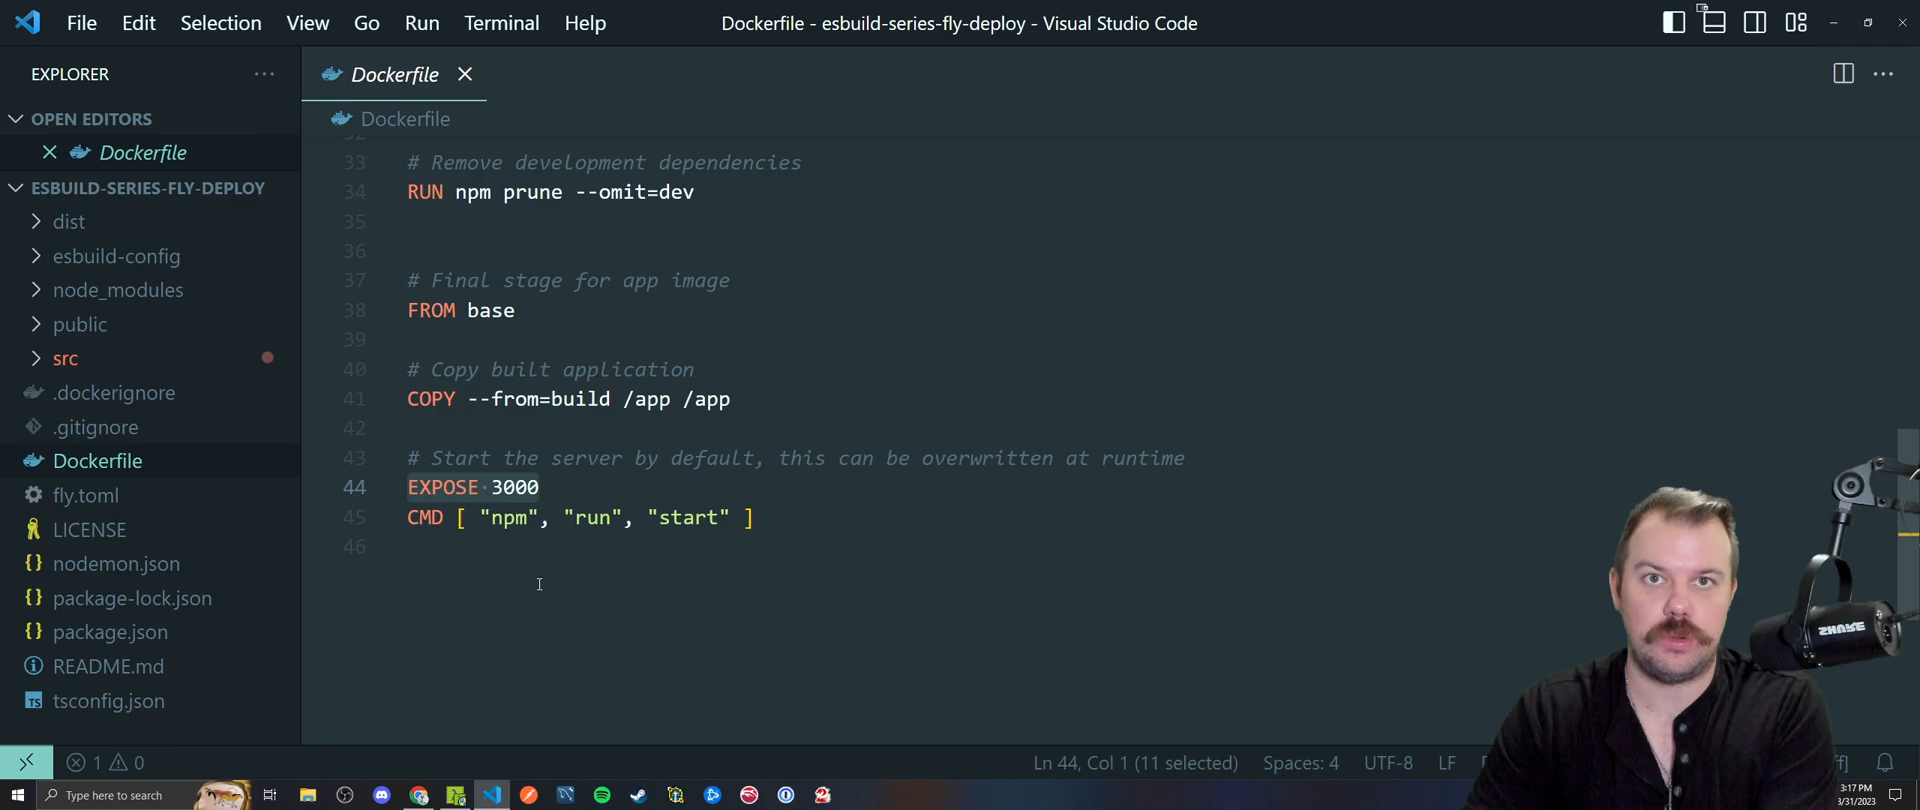 File Edit Selection View Go Run Terminal Help
Dockerfile - esbuild-series-fly-deploy - Visual Studio Code
EXPLORER
OPEN EDITORS
Dockerfile
ESBUILD-SERIES-FLY-DEPLOY
dist
esbuild-config
node_modules
public
src
.dockerignore
.gitignore
Dockerfile
fly.toml
LICENSE
nodemon.json
package-lock.json
package.json
README.md
TS tsconfig.json
Dockerfile
Dockerfile
33 # Remove development dependencies
34 RUN npm prune --omit=dev
35
36
37 # Final stage for app image
38 FROM base
39
40 # Copy built application
41 COPY --from=build /app /app
42
43 # Start the server by default, this can be overwritten at runtime
44 EXPOSE 3000
45 CMD [ "npm", "run", "start" ]
46
SHURE
1 0
Ln 44, Col 1 (11 selected) Spaces: 4 UTF-8 LF
Type here to search
3:17 PM
/31/2023